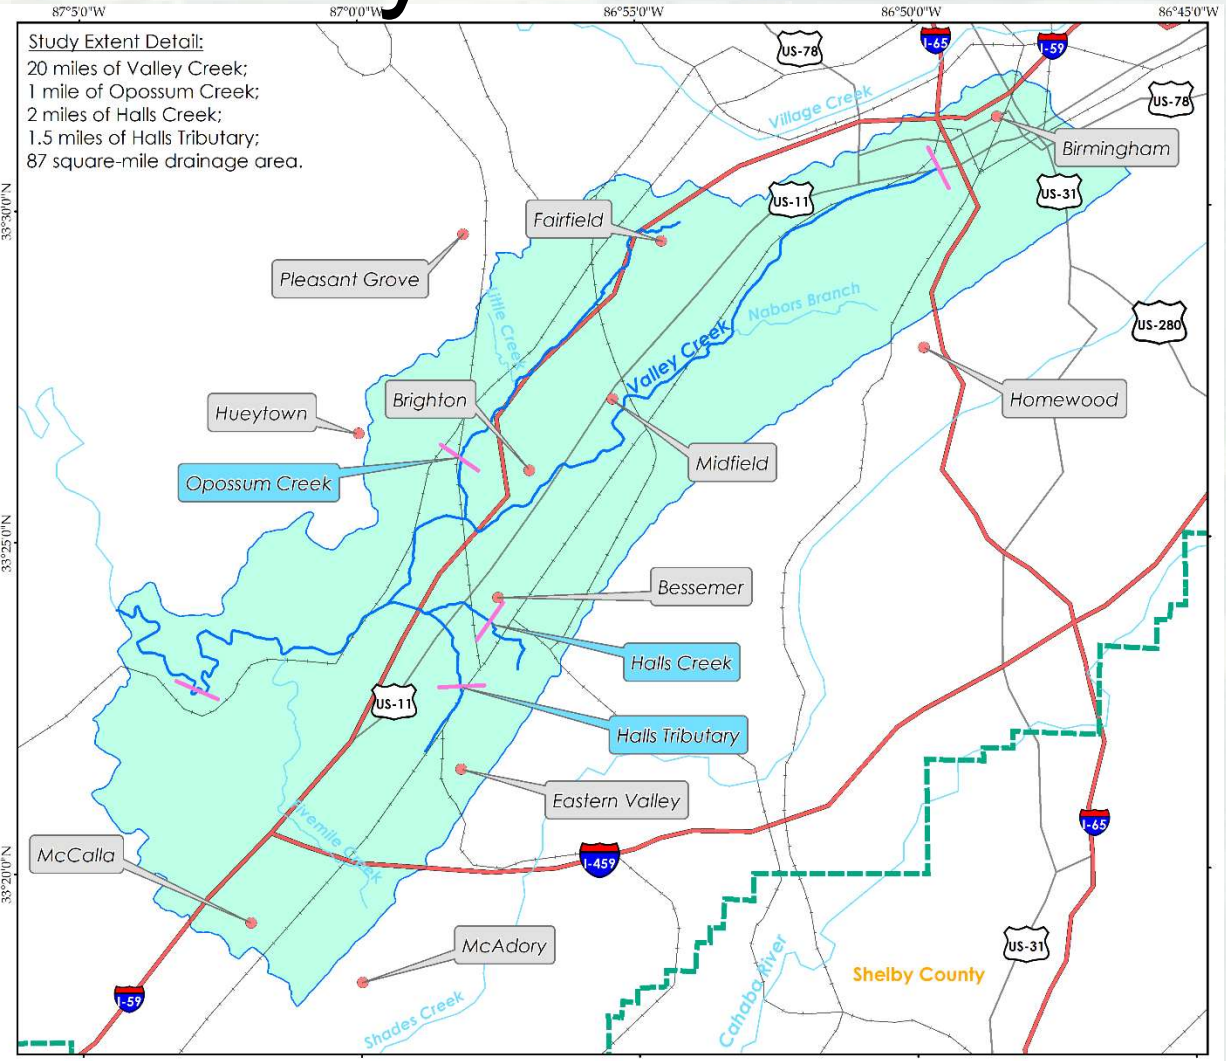 y
87°5'0"W
87°0'0"W
86°55'0"W
86°50'0"W
86°45'0"W
Study Extent Detail:
20 miles of Valley Creek;
1 mile of Opossum Creek;
2 miles of Halls Creek;
1.5 miles of Halls Tributary;
87 square-mile drainage area.
US-78
I-65
I-59
US-78
Village Creek
Birmingham
33°30'0"N
US-11
US-31
Fairfield
Pleasant Grove
Little Creek
Nabors Branch
US-280
Valley Creek
Hueytown
Brighton
Homewood
Midfield
Opossum Creek
33°25'0"N
Bessemer
Halls Creek
US-11
Halls Tributary
Eastern Valley
Fivemile Creek
I-65
McCalla
I-459
33°20'0"N
McAdory
US-31
Shelby County
I-59
Shades Creek
Cahaba River